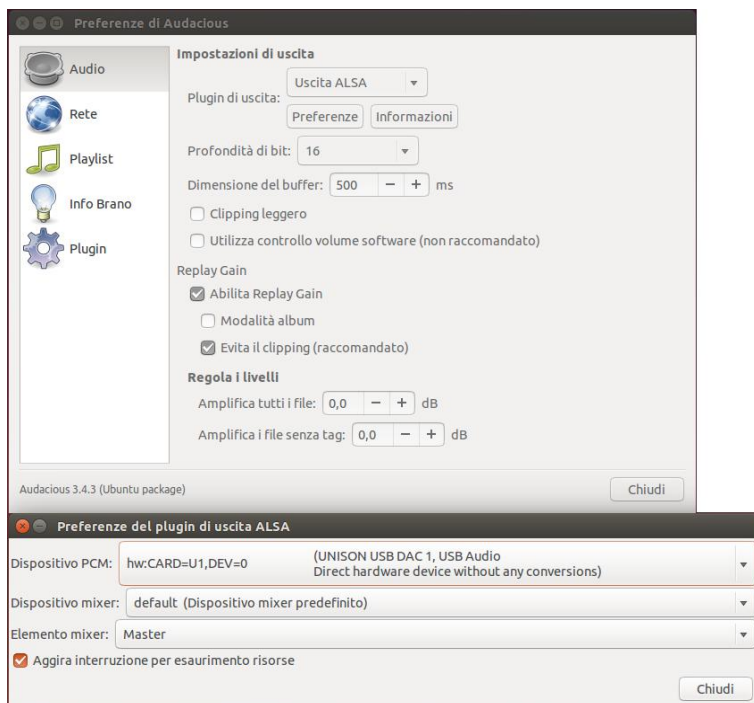 Preferenze di Audacious
Audio
Rete
Playlist
Info Brano
Plugin
Impostazioni di uscita
Plugin di uscita: Uscita ALSA
Preferenze Informazioni
Profondità di bit: 16
Dimensione del buffer: 500 − + ms
Clipping leggero
Utilizza controllo volume software (non raccomandato)
Replay Gain
Abilita Replay Gain
Modalità album
Evita il clipping (raccomandato)
Regola i livelli
Amplifica tutti i file: 0,0 − + dB
Amplifica i file senza tag: 0,0 − + dB
Audacious 3.4.3 (Ubuntu package)
Chiudi
Preferenze del plugin di uscita ALSA
Dispositivo PCM: hw:CARD=U1,DEV=0 (UNISON USB DAC 1, USB Audio
Direct hardware device without any conversions)
Dispositivo mixer: default (Dispositivo mixer predefinito)
Elemento mixer: Master
Aggira interruzione per esaurimento risorse
Chiudi